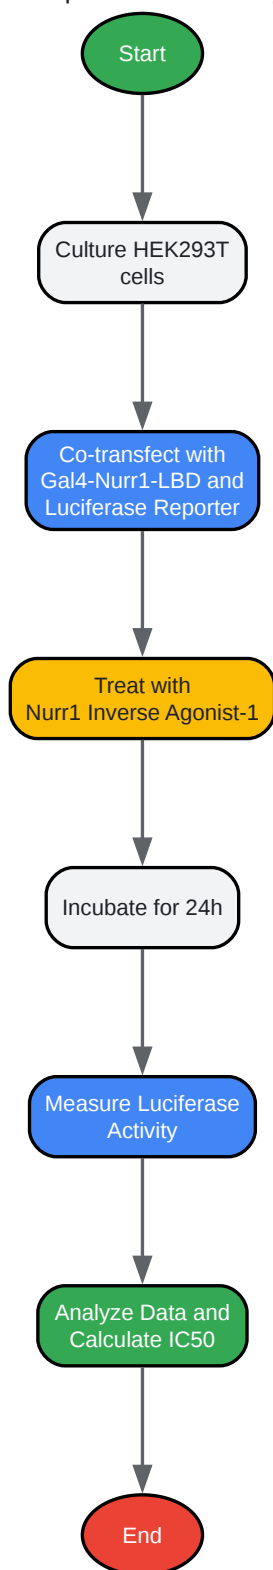 Start
Culture HEK293T
cells
Co-transfect with
Gal4-Nurr1-LBD and
Luciferase Reporter
Treat with
Nurr1 Inverse Agonist-1
Incubate for 24h
Measure Luciferase
Activity
Analyze Data and
Calculate IC50
End